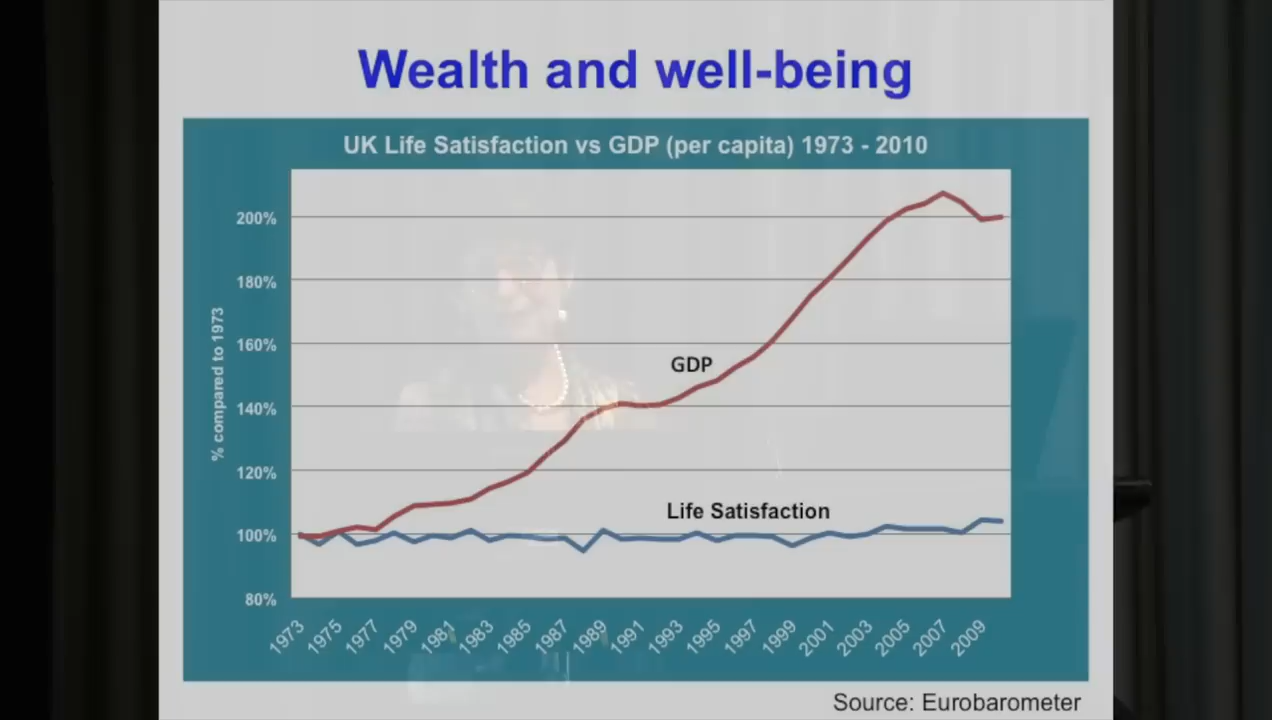 Wealth and well-being
UK Life Satisfaction vs GDP (per capita) 1973 - 2010
% compared to 1973
200%
180%
160%
140%
120%
100%
80%
GDP
Life Satisfaction
1973 1975 1977 1979 1981 1983 1985 1987 1989 1991 1993 1995 1997 1999 2001 2003 2005 2007 2009
Source: Eurobarometer